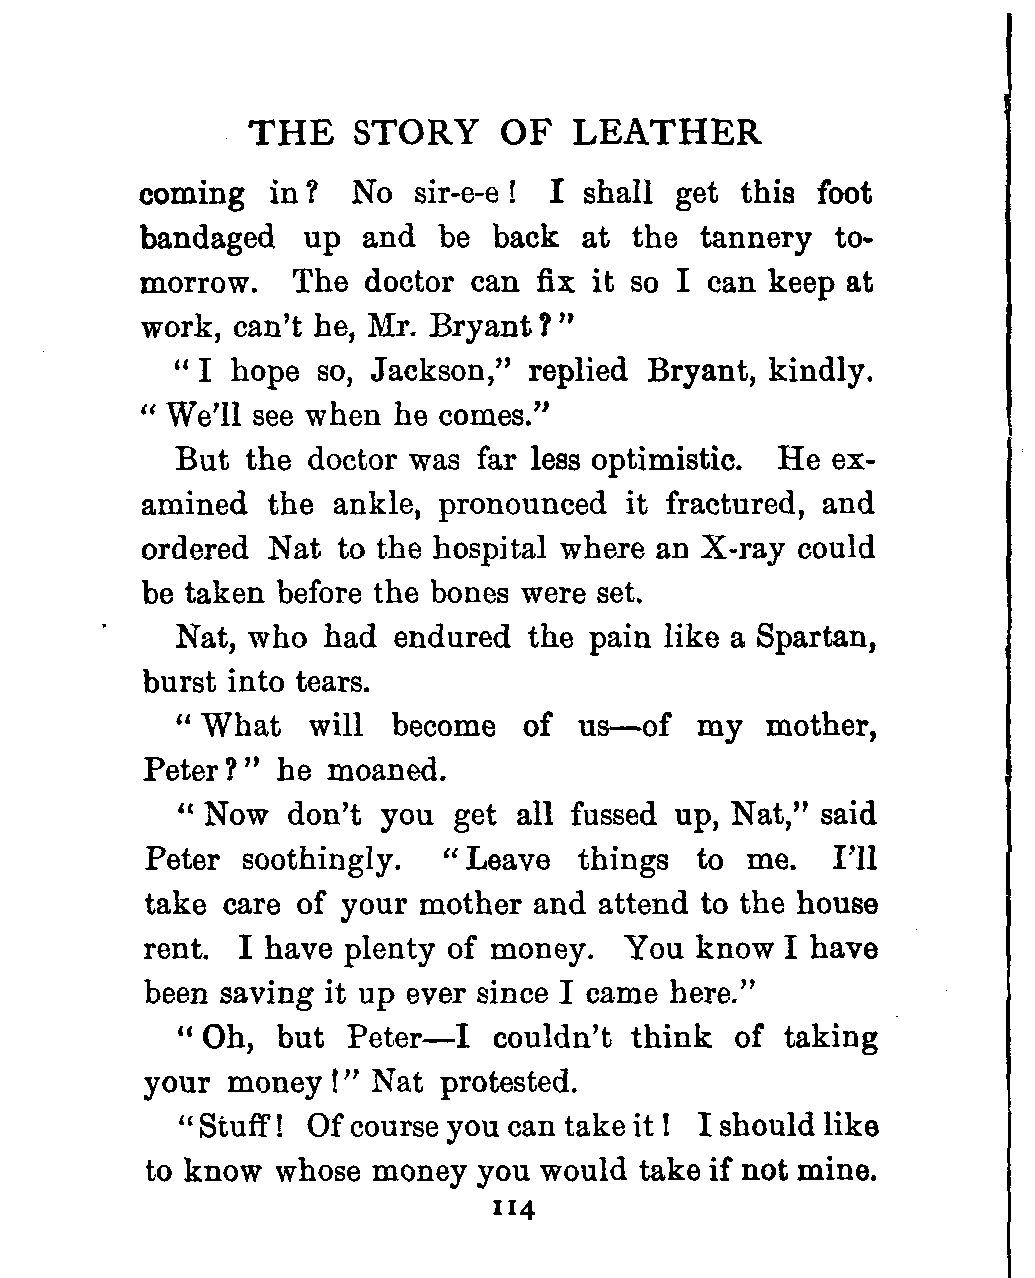 THE STORY OF LEATHER
coming in? No sir-e-e! I shall get this foot
bandaged up and be back at the tannery to-
morrow. The doctor can fix it so I can keep at
work, can't he, Mr. Bryant?"
"I hope so, Jackson," replied Bryant, kindly.
"We'll see when he comes."
But the doctor was far less optimistic. He ex-
amined the ankle, pronounced it fractured, and
ordered Nat to the hospital where an X-ray could
be taken before the bones were set.
Nat, who had endured the pain like a Spartan,
burst into tears.
"What will become of us—of my mother,
Peter?" he moaned.
"Now don't you get all fussed up, Nat," said
Peter soothingly. "Leave things to me. I'll
take care of your mother and attend to the house
rent. I have plenty of money. You know I have
been saving it up ever since I came here."
"Oh, but Peter—I couldn't think of taking
your money!" Nat protested.
"Stuff! Of course you can take it! I should like
to know whose money you would take if not mine.
114